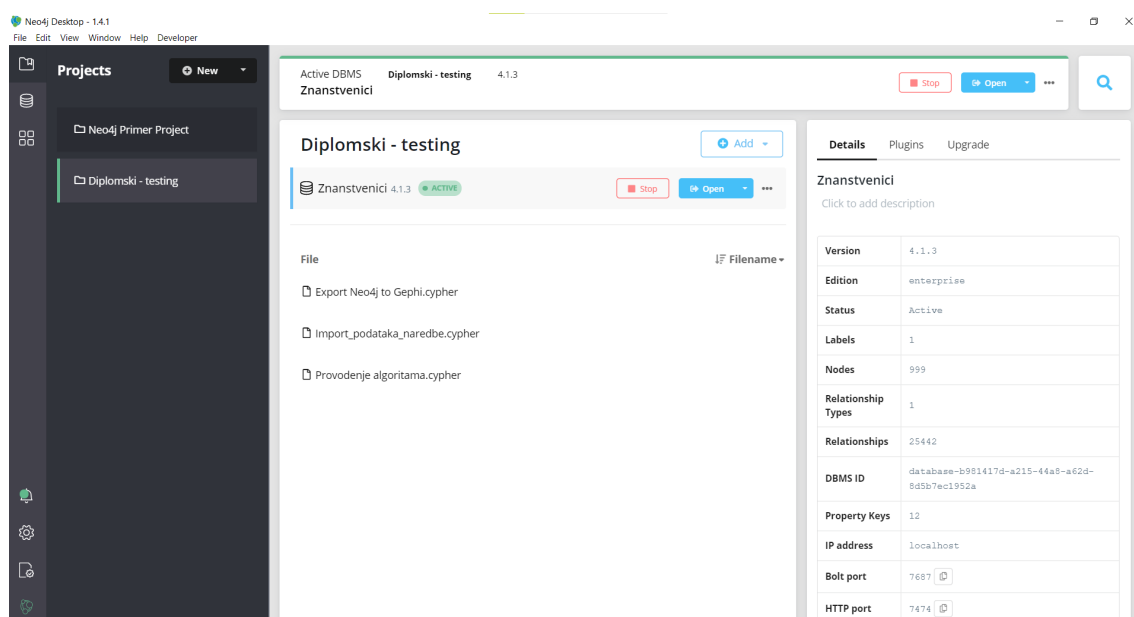 Neo4j Desktop - 1.4.1
File Edit View Window Help Developer
Projects
New
Neo4j Primer Project
Diplomski - testing
Active DBMS Diplomski - testing 4.1.3
Znanstvenici
Stop
Open
Diplomski - testing
Add
Znanstvenici 4.1.3 ACTIVE
Stop
Open
File
Filename
Export Neo4j to Gephi.cypher
Import_podataka_naredbe.cypher
Provodenje algoritama.cypher
Details Plugins Upgrade
Znanstvenici
Click to add description
Version 4.1.3
Edition enterprise
Status Active
Labels 1
Nodes 999
Relationship
Types 1
Relationships 25442
DBMS ID database-b981417d-a215-44a8-a62d-
8d5b7ec1952a
Property Keys 12
IP address localhost
Bolt port 7687
HTTP port 7474